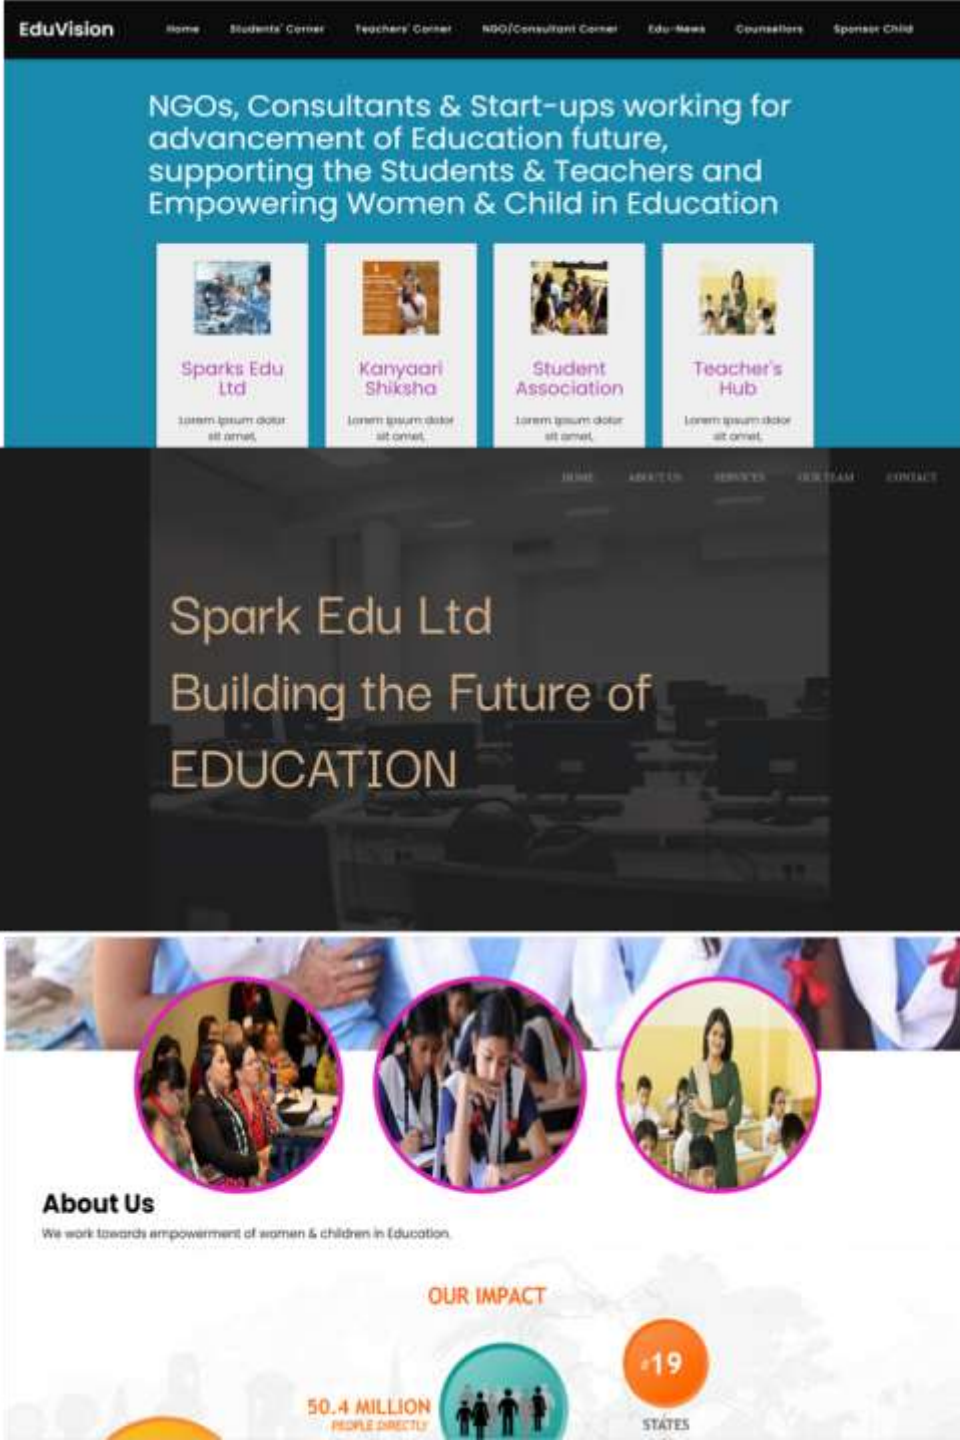 EduVision Home Students' Corner Teachers' Corner NGO/Consultant Corner Edu-News Counsellors Sponsor Child
NGOs, Consultants & Start-ups working for
advancement of Education future,
supporting the Students & Teachers and
Empowering Women & Child in Education
Sparks Edu
Ltd
Lorem ipsum dolor
sit amet,
Kanyaari
Shiksha
Lorem ipsum dolor
sit amet,
Student
Association
Lorem ipsum dolor
sit amet,
Teacher's
Hub
Lorem ipsum dolor
sit amet,
HOME ABOUT US SERVICES OUR TEAM CONTACT
Spark Edu Ltd
Building the Future of
EDUCATION
About Us
We work towards empowerment of women & children in Education.
OUR IMPACT
50.4 MILLION
PEOPLE DIRECTLY
#19
STATES